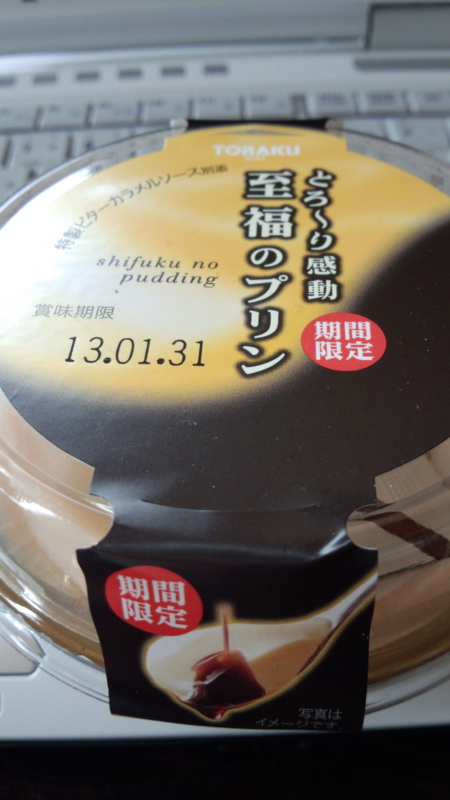 TORAKU
とろ〜り感動
至福のプリン
特製ビターカラメルソース別添
shifuku no
pudding
賞味期限
13.01.31
期間
限定
期間
限定
写真は
イメージです